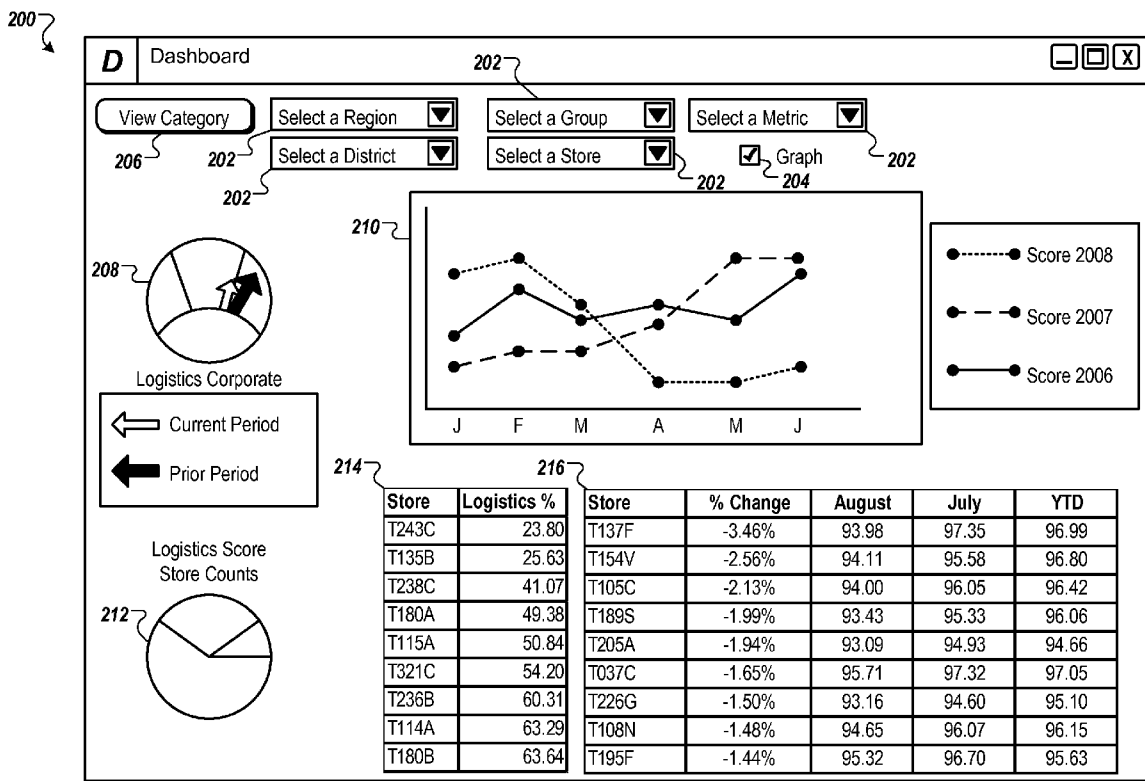 200
D Dashboard X
202
View Category Select a Region Select a Group Select a Metric
206 202 Select a District Select a Store Graph 202
202 202 204
210
208
Score 2008
Score 2007
Score 2006
Logistics Corporate
J F M A M J
Current Period
Prior Period
214 216
Store Logistics % Store % Change August July YTD
T243C 23.80 T137F -3.46% 93.98 97.35 96.99
T135B 25.63 T154V -2.56% 94.11 95.58 96.80
T238C 41.07 T105C -2.13% 94.00 96.05 96.42
T180A 49.38 T189S -1.99% 93.43 95.33 96.06
T115A 50.84 T205A -1.94% 93.09 94.93 94.66
T321C 54.20 T037C -1.65% 95.71 97.32 97.05
T236B 60.31 T226G -1.50% 93.16 94.60 95.10
T114A 63.29 T108N -1.48% 94.65 96.07 96.15
T180B 63.64 T195F -1.44% 95.32 96.70 95.63
Logistics Score
Store Counts
212